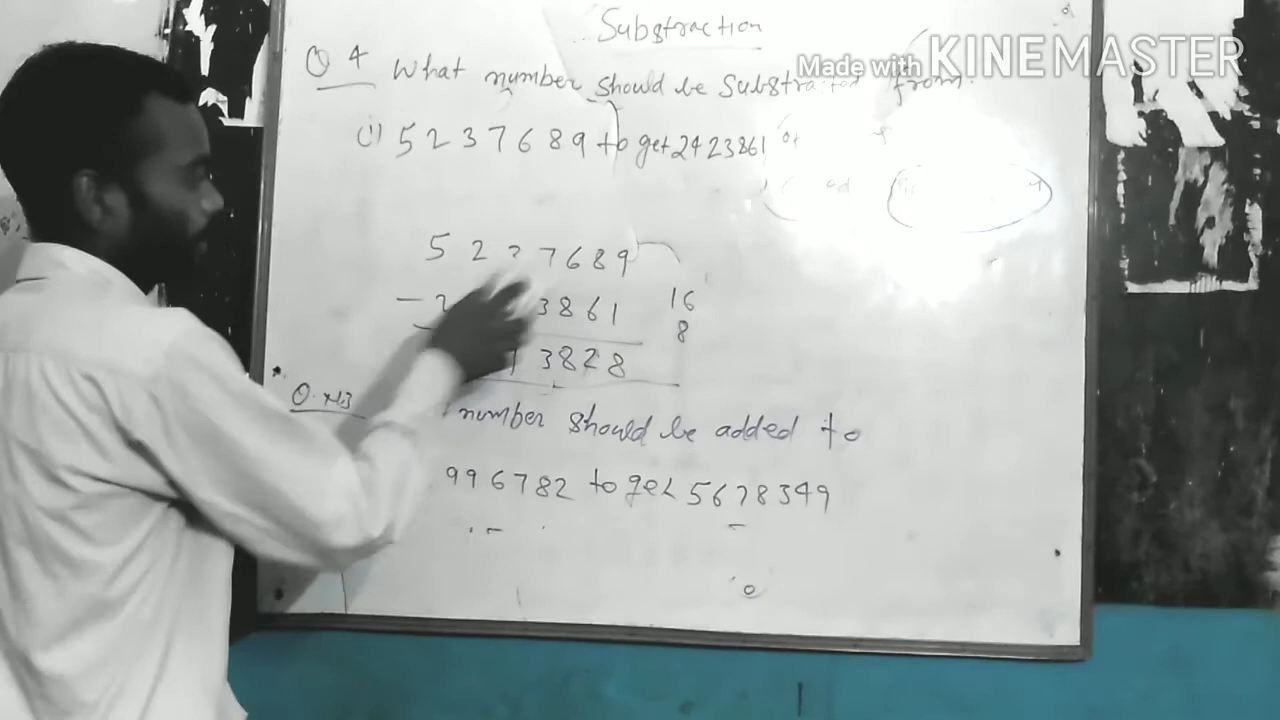 Substraction
Made with KINEMASTER
Q 4 What number should be Substracted from.
(i) 5237689 to get 2423861
5 2 3 7 6 8 9
- 2 3 8 6 1
16
8
1 3 8 2 8
number should be added to
996782 to get 5678349